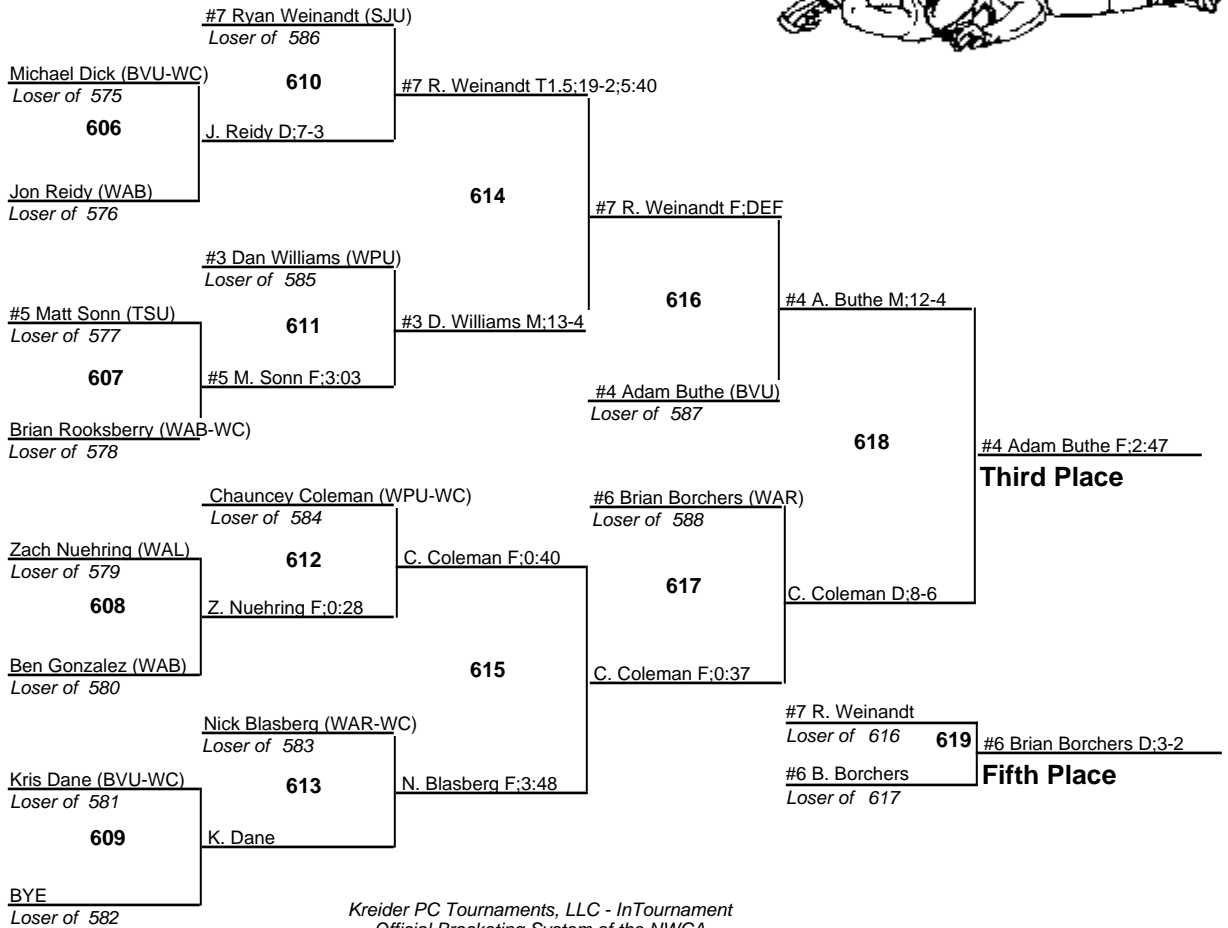 #7 Ryan Weinandt (SJU)
Loser of 586
Michael Dick (BVU-WC)
Loser of 575
610
#7 R. Weinandt T1.5;19-2;5:40
606
J. Reidy D;7-3
Jon Reidy (WAB)
Loser of 576
614
#7 R. Weinandt F;DEF
#3 Dan Williams (WPU)
Loser of 585
#5 Matt Sonn (TSU)
Loser of 577
611
#3 D. Williams M;13-4
616
#4 A. Buthe M;12-4
607
#5 M. Sonn F;3:03
#4 Adam Buthe (BVU)
Loser of 587
Brian Rooksberry (WAB-WC)
Loser of 578
618
#4 Adam Buthe F;2:47
Third Place
Chauncey Coleman (WPU-WC)
Loser of 584
#6 Brian Borchers (WAR)
Loser of 588
Zach Nuehring (WAL)
Loser of 579
612
C. Coleman F;0:40
617
C. Coleman D;8-6
608
Z. Nuehring F;0:28
Ben Gonzalez (WAB)
Loser of 580
615
C. Coleman F;0:37
Nick Blasberg (WAR-WC)
Loser of 583
#7 R. Weinandt
Loser of 616
619
#6 Brian Borchers D;3-2
Fifth Place
#6 B. Borchers
Loser of 617
Kris Dane (BVU-WC)
Loser of 581
613
N. Blasberg F;3:48
609
K. Dane
BYE
Loser of 582
Kreider PC Tournaments, LLC - InTournament
Official Bracketing System of the NWCA